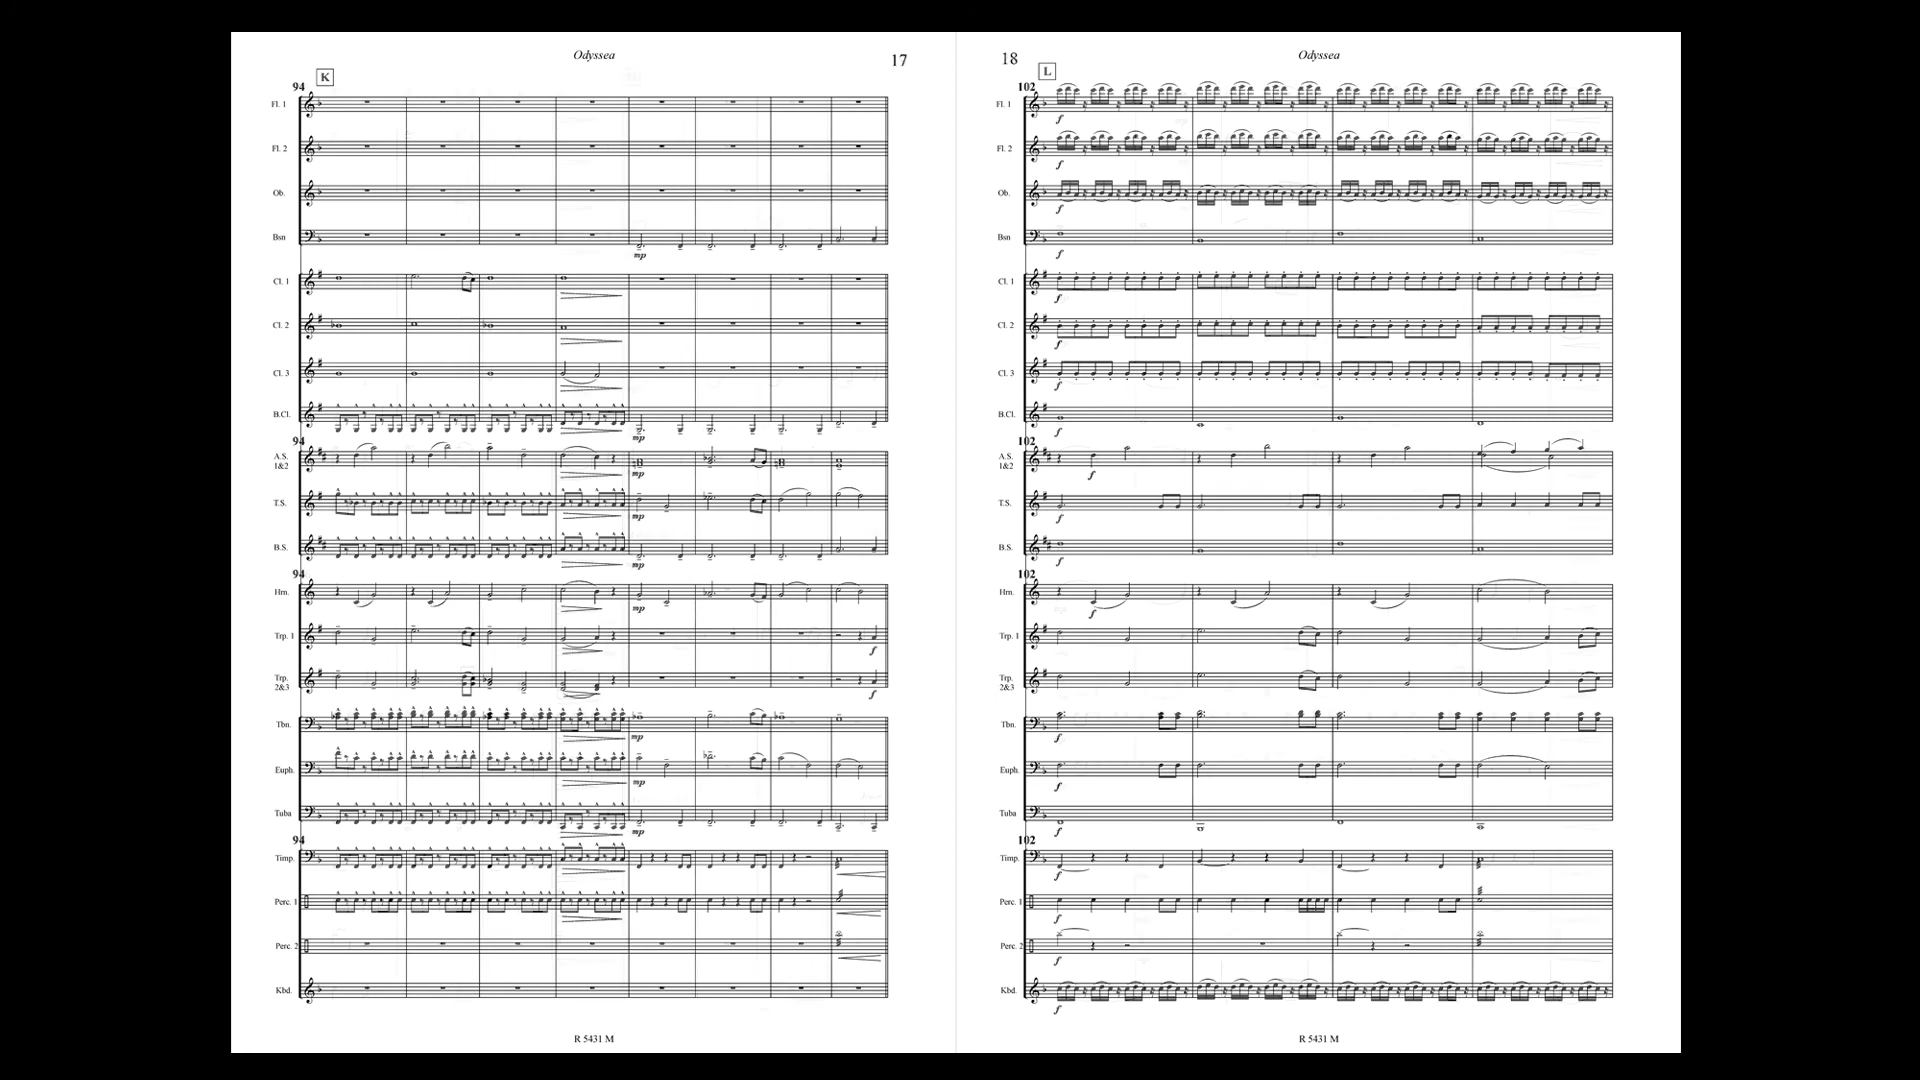 Odyssea
17
K
94
Fl. 1
Fl. 2
Ob.
Bsn
mp
Cl. 1
Cl. 2
Cl. 3
B.Cl.
mp
94
A.S.
1&2
mp
T.S.
mp
B.S.
mp
94
Hrn.
mp
Trp. 1
f
Trp.
2&3
f
Tbn.
mp
Euph.
mp
Tuba
mp
94
Timp.
Perc. 1
Perc. 2
Kbd.
R 5431 M
18
Odyssea
L
102
Fl. 1
f
Fl. 2
f
Ob.
f
Bsn
f
Cl. 1
f
Cl. 2
f
Cl. 3
f
B.Cl.
f
102
A.S.
1&2
f
T.S.
f
B.S.
f
102
Hrn.
f
Trp. 1
Trp.
2&3
Tbn.
f
Euph.
f
Tuba
f
102
Timp.
f
Perc. 1
f
Perc. 2
f
Kbd.
f
R 5431 M